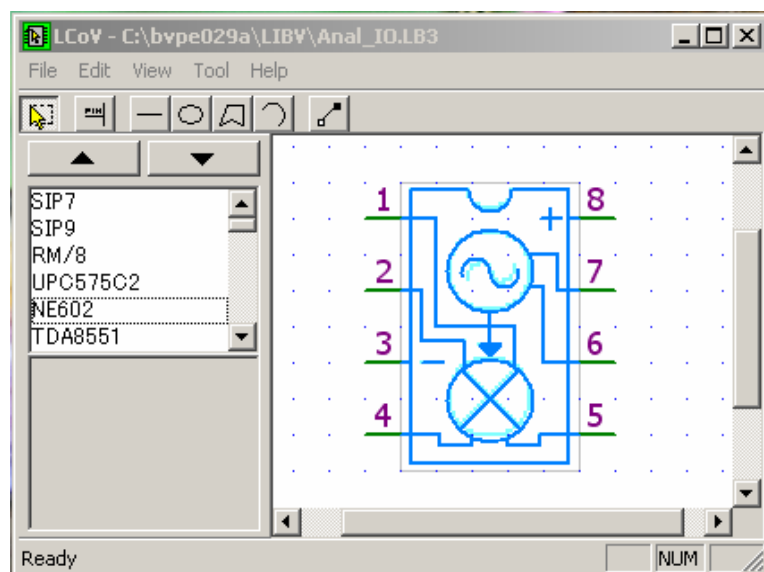 LCoV - C:\bvpe029a\LIBV\Anal_IO.LB3
File Edit View Tool Help
PIN
SIP7
SIP9
RM/8
UPC575C2
NE602
TDA8551
1 8
+
2 7
3 6
−
4 5
Ready NUM